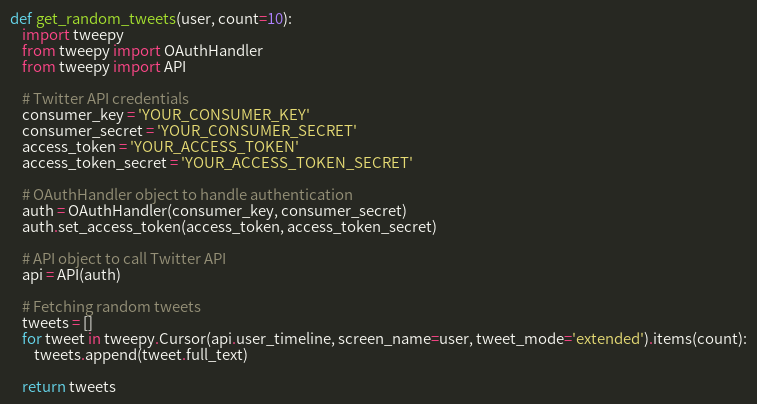 def get_random_tweets(user, count=10):
    import tweepy
    from tweepy import OAuthHandler
    from tweepy import API

    # Twitter API credentials
    consumer_key = 'YOUR_CONSUMER_KEY'
    consumer_secret = 'YOUR_CONSUMER_SECRET'
    access_token = 'YOUR_ACCESS_TOKEN'
    access_token_secret = 'YOUR_ACCESS_TOKEN_SECRET'

    # OAuthHandler object to handle authentication
    auth = OAuthHandler(consumer_key, consumer_secret)
    auth.set_access_token(access_token, access_token_secret)

    # API object to call Twitter API
    api = API(auth)

    # Fetching random tweets
    tweets = []
    for tweet in tweepy.Cursor(api.user_timeline, screen_name=user, tweet_mode='extended').items(count):
        tweets.append(tweet.full_text)

    return tweets